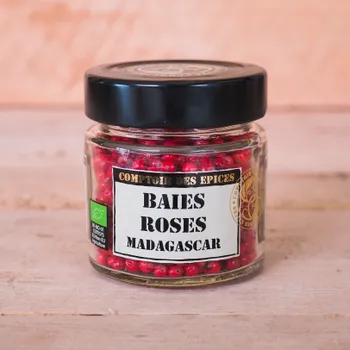 COMPTOIR DES EPICES
BAIES
ROSES
MADAGASCAR